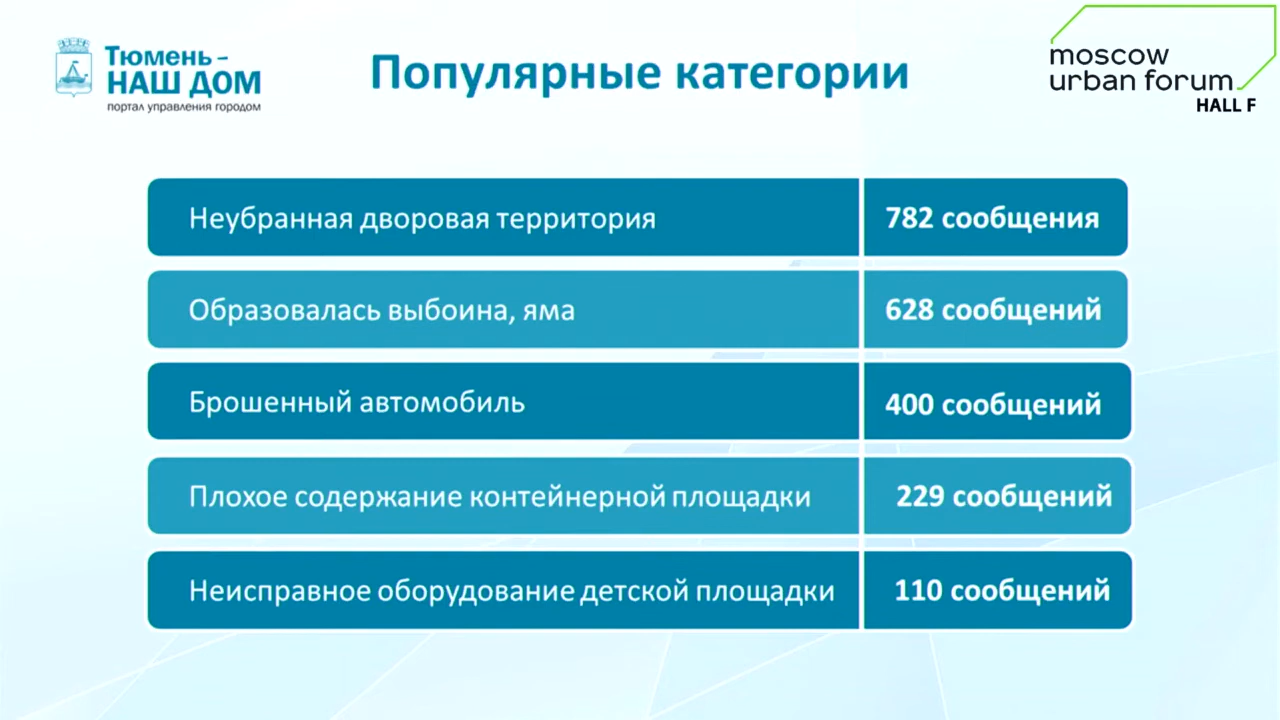 Тюмень –
НАШ ДОМ
портал управления городом
Популярные категории
moscow
urban forum
HALL F
Неубранная дворовая территория 782 сообщения
Образовалась выбоина, яма 628 сообщений
Брошенный автомобиль 400 сообщений
Плохое содержание контейнерной площадки 229 сообщений
Неисправное оборудование детской площадки 110 сообщений